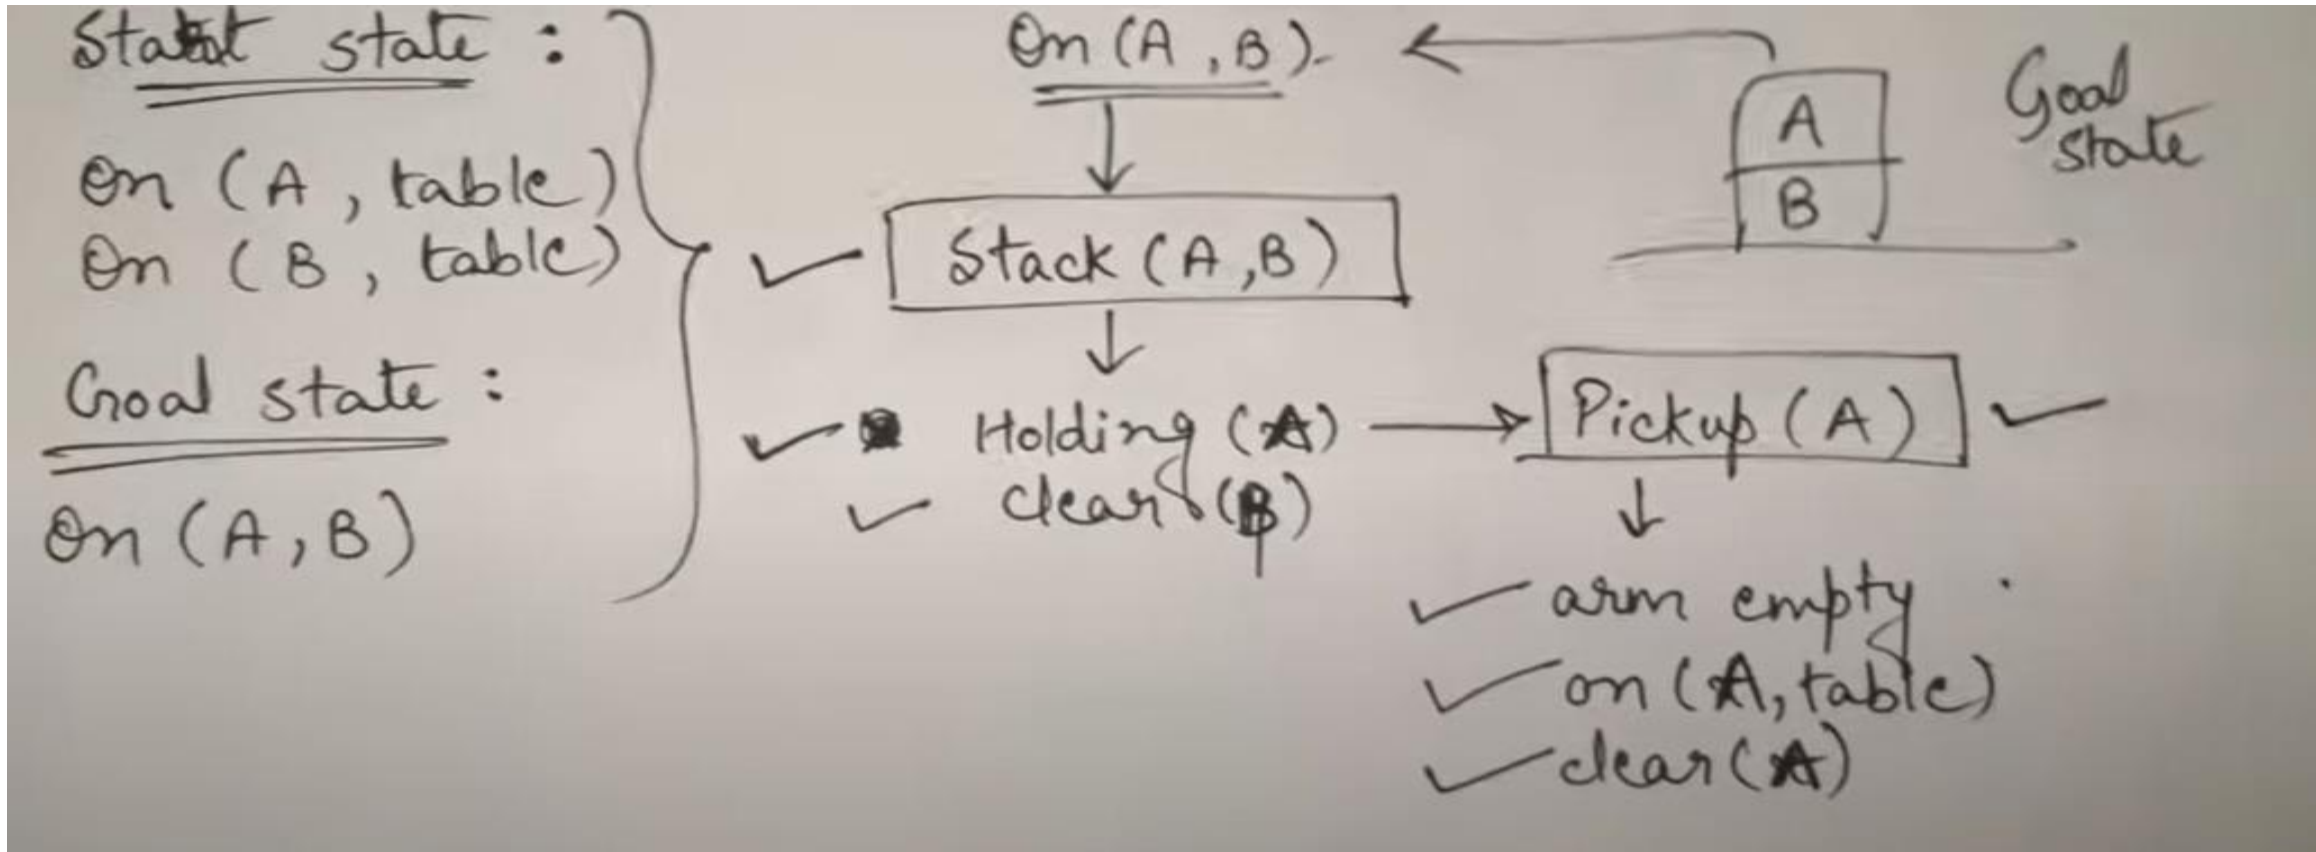 Start state :
On (A, table)
On (B, table)
Goal state :
On (A, B)
On (A, B)
Stack (A, B)
Holding (A)
clear (B)
A
B
Goal
state
Pickup (A)
arm empty
on (A, table)
clear (A)